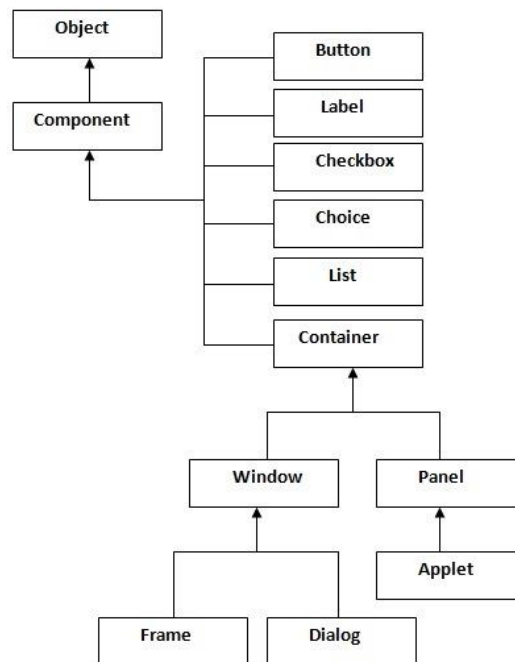 Object
Button
Label
Component
Checkbox
Choice
List
Container
Window
Panel
Applet
Frame
Dialog